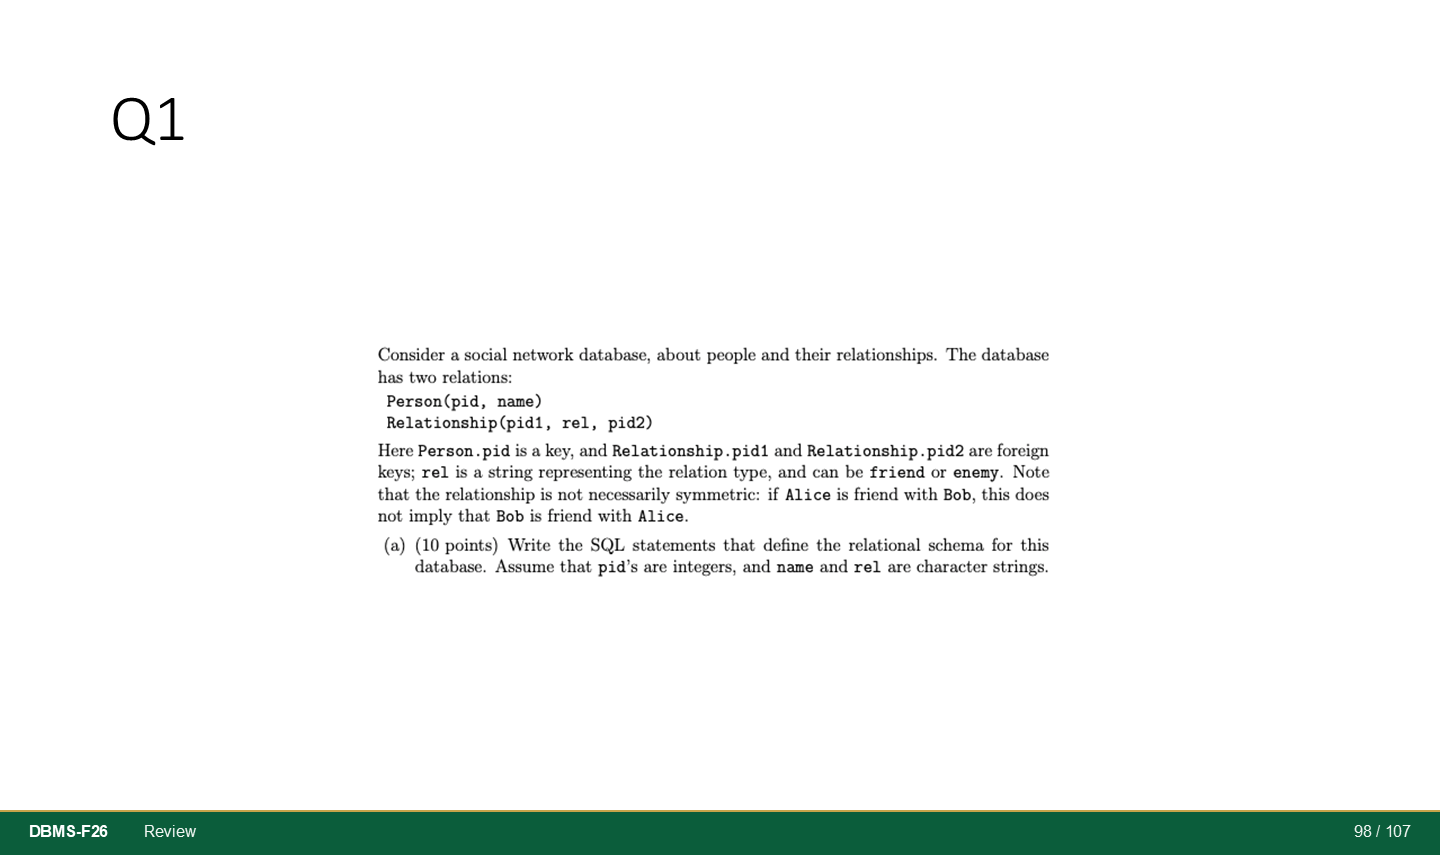 Q1
Consider a social network database, about people and their relationships. The database
has two relations:
Person(pid, name)
Relationship(pid1, rel, pid2)
Here Person.pid is a key, and Relationship.pid1 and Relationship.pid2 are foreign
keys; rel is a string representing the relation type, and can be friend or enemy. Note
that the relationship is not necessarily symmetric: if Alice is friend with Bob, this does
not imply that Bob is friend with Alice.
(a) (10 points) Write the SQL statements that define the relational schema for this
database. Assume that pid's are integers, and name and rel are character strings.
DBMS-F26 Review 98 / 107